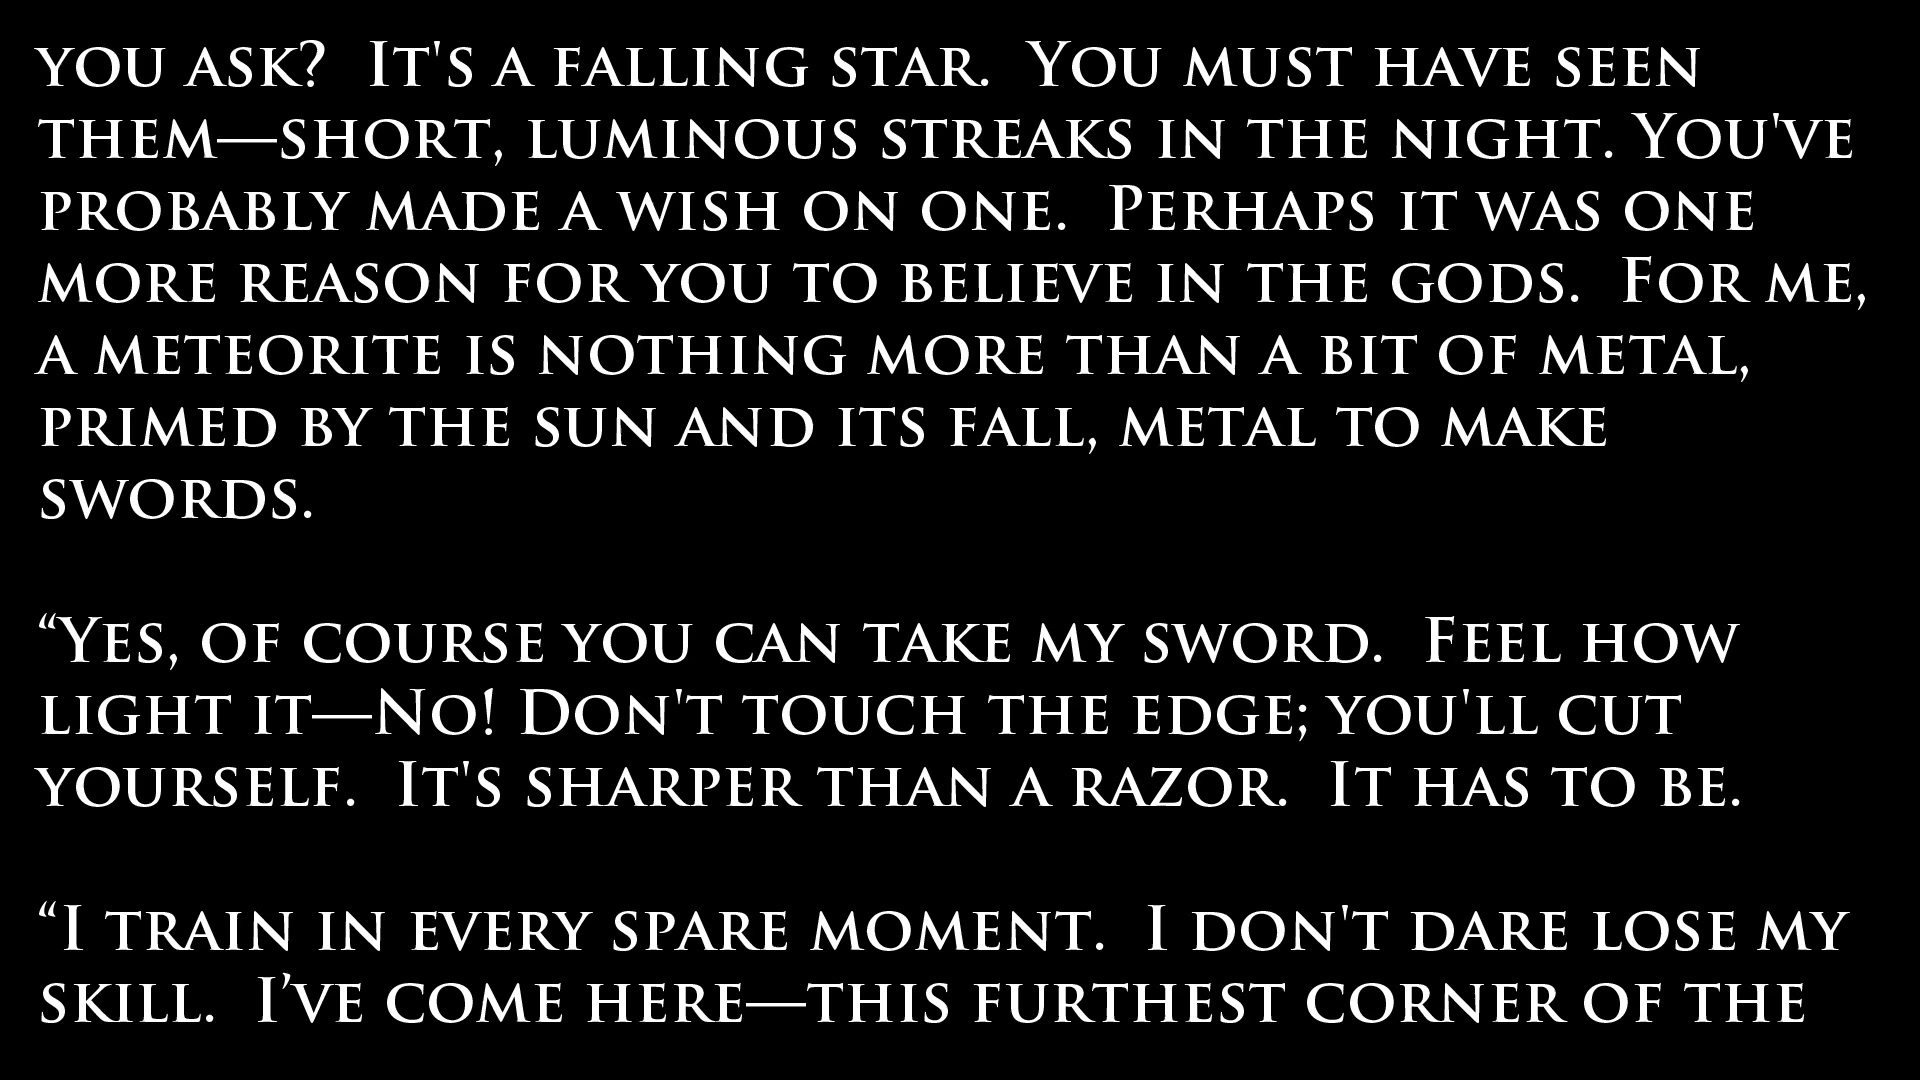 you ask?  It's a falling star.  You must have seen
them—short, luminous streaks in the night. You've
probably made a wish on one.  Perhaps it was one
more reason for you to believe in the gods.  For me,
a meteorite is nothing more than a bit of metal,
primed by the sun and its fall, metal to make
swords.
“Yes, of course you can take my sword.  Feel how
light it—No! Don't touch the edge; you'll cut
yourself.  It's sharper than a razor.  It has to be.
“I train in every spare moment.  I don't dare lose my
skill.  I’ve come here—this furthest corner of the